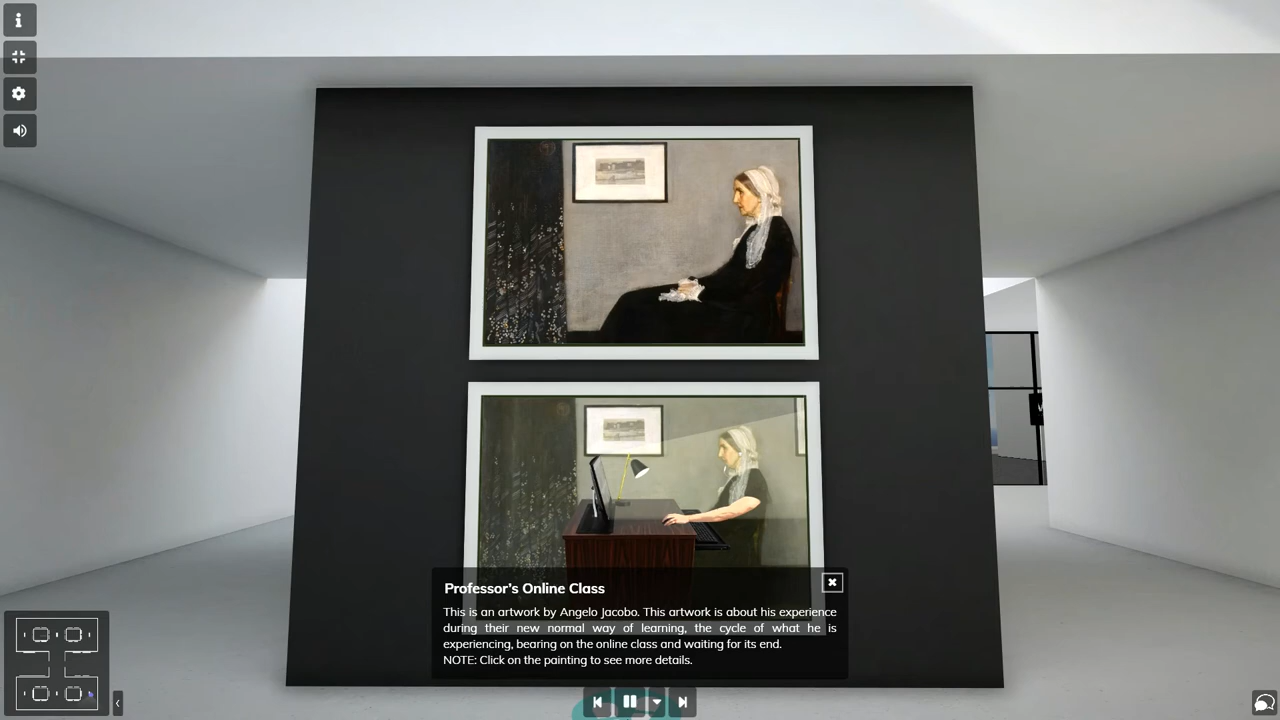 Professor's Online Class
This is an artwork by Angelo Jacobo. This artwork is about his experience
during their new normal way of learning, the cycle of what he is
experiencing, bearing on the online class and waiting for its end.
NOTE: Click on the painting to see more details.